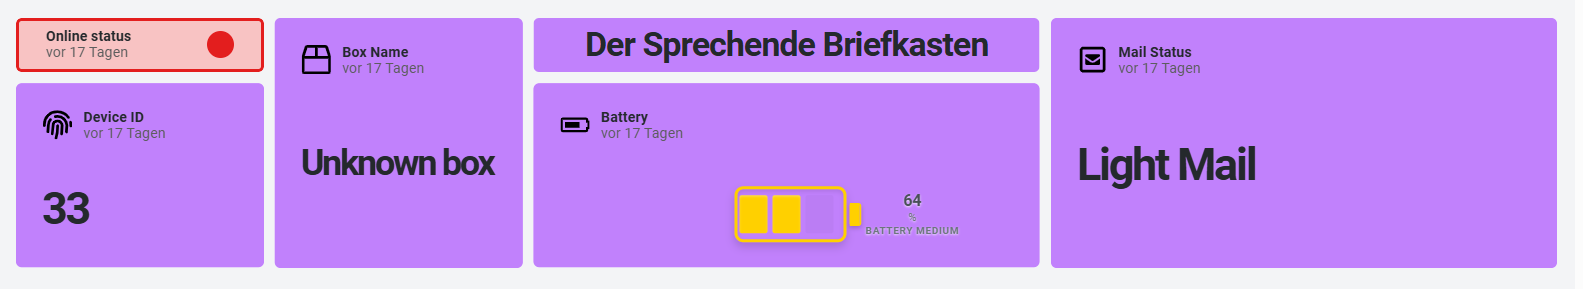 Online status
vor 17 Tagen
Device ID
vor 17 Tagen
33
Box Name
vor 17 Tagen
Unknown box
Der Sprechende Briefkasten
Battery
vor 17 Tagen
64
%
BATTERY MEDIUM
Mail Status
vor 17 Tagen
Light Mail